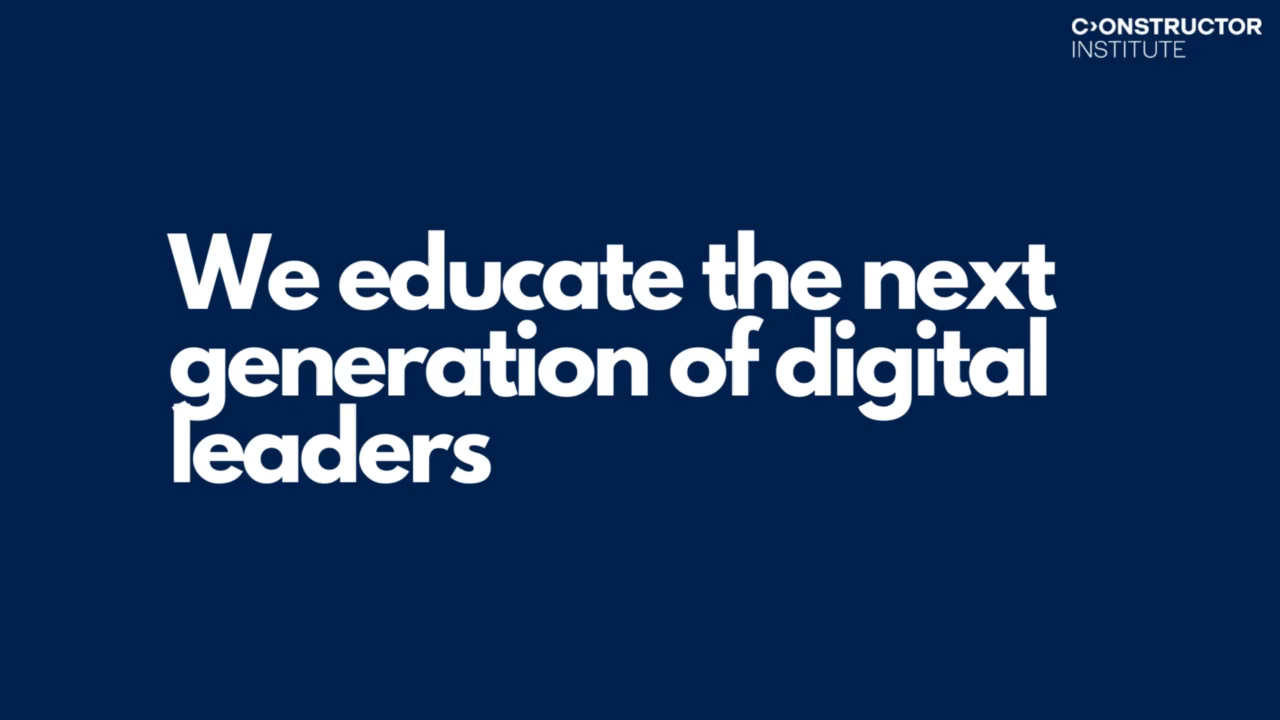 C›ONSTRUCTOR
INSTITUTE
We educate the next
generation of digital
leaders